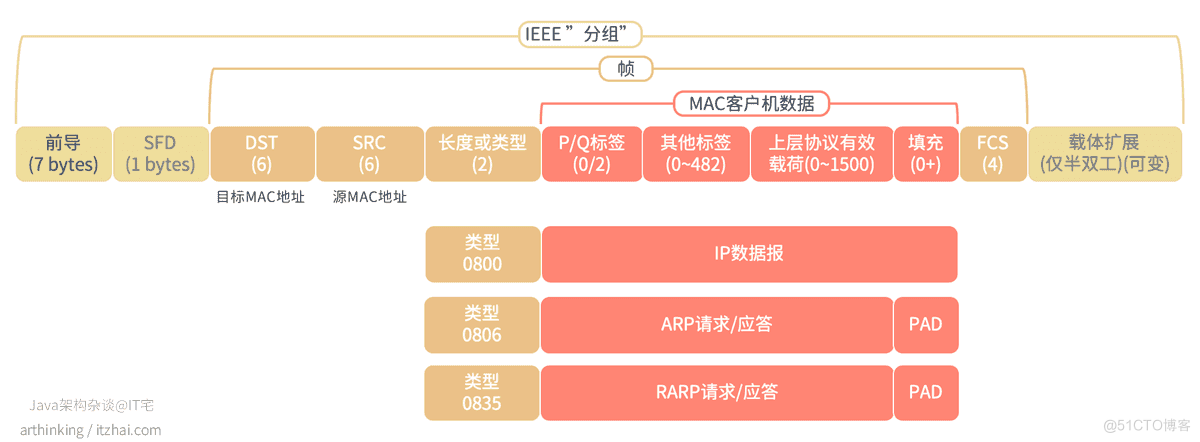 IEEE ”分组”
帧
MAC客户机数据
前导
(7 bytes)
SFD
(1 bytes)
DST
(6)
SRC
(6)
长度或类型
(2)
P/Q标签
(0/2)
其他标签
(0~482)
上层协议有效
载荷(0~1500)
填充
(0+)
FCS
(4)
载体扩展
(仅半双工)(可变)
目标MAC地址
源MAC地址
类型
0800
IP数据报
类型
0806
ARP请求/应答
PAD
类型
0835
RARP请求/应答
PAD
Java架构杂谈@IT宅
arthinking / itzhai.com
@51CTO博客